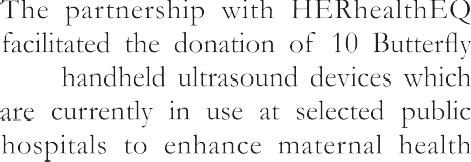 The partnership with HERhealthEQ
facilitated the donation of 10 Butterfly
handheld ultrasound devices which
are currently in use at selected public
hospitals to enhance maternal health